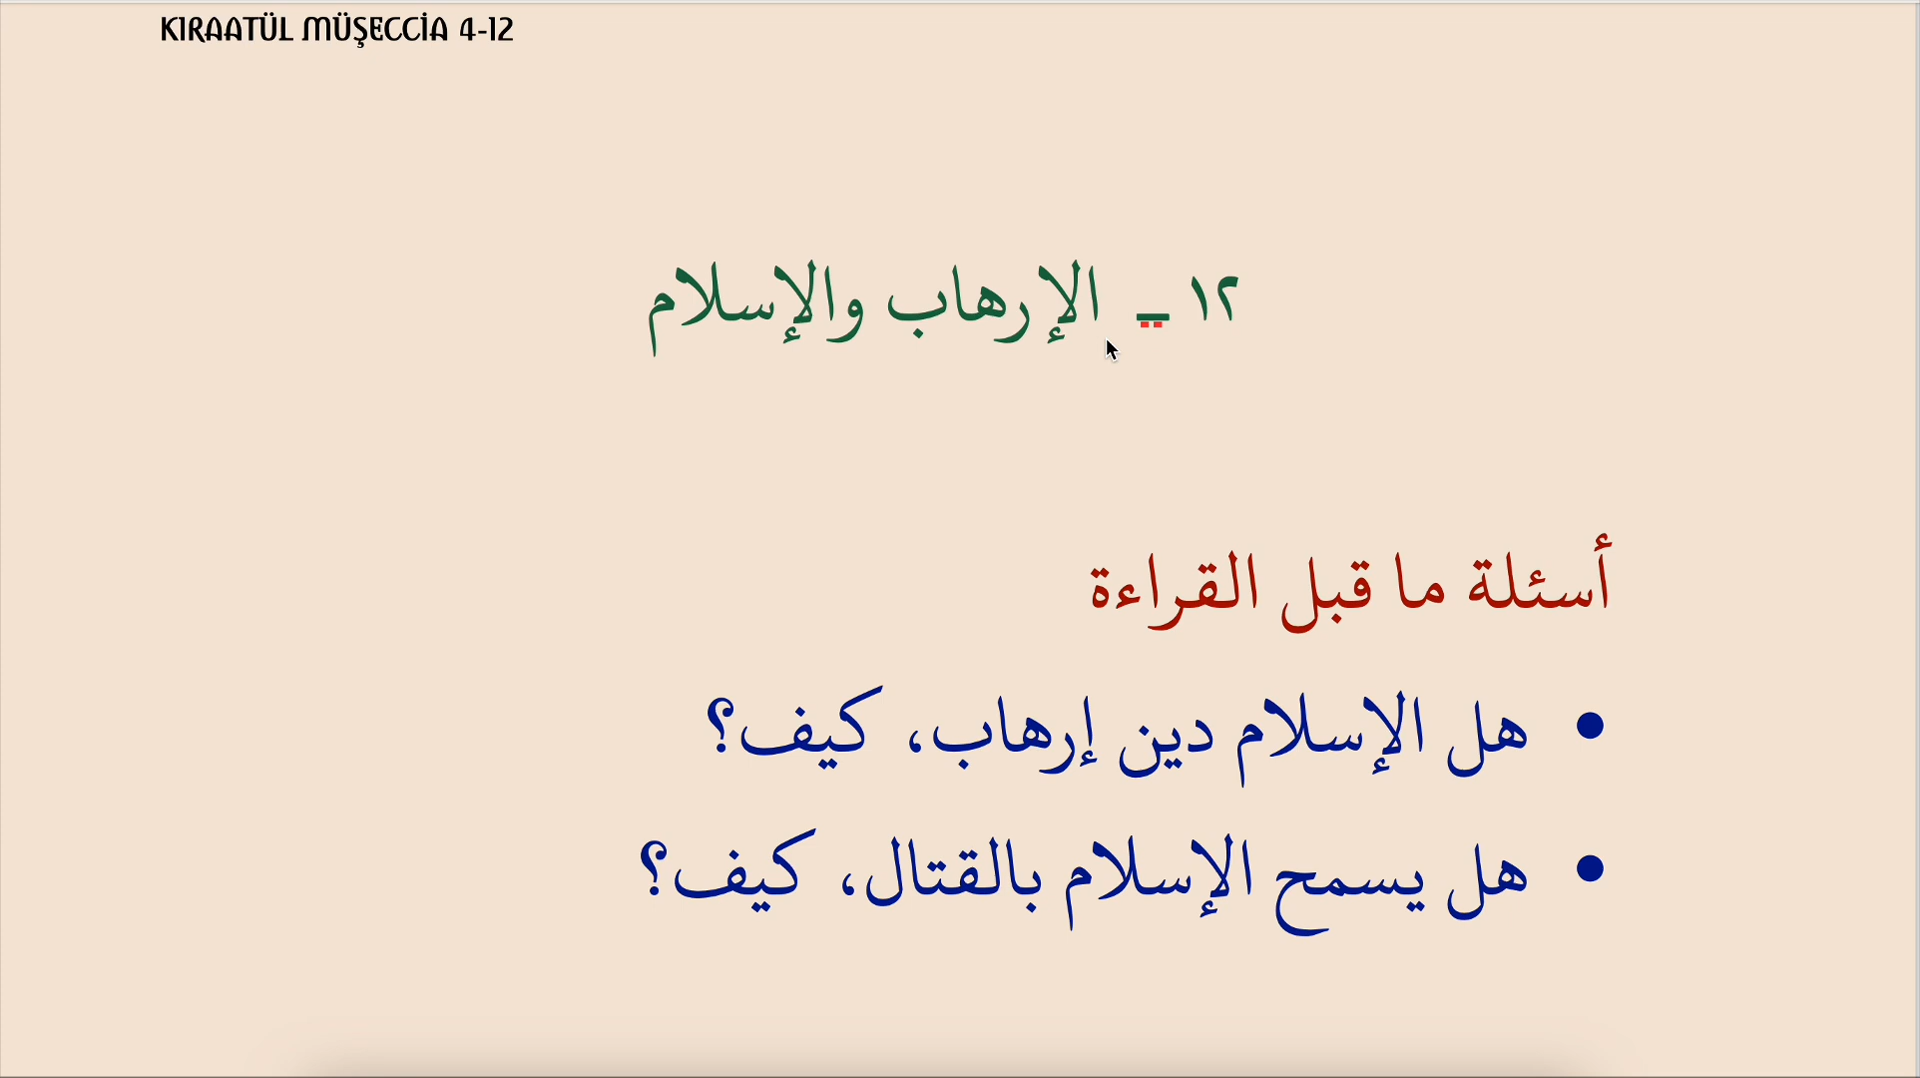 KIRAATÜL MÜŞECCİA 4-12
١٢ ـ الإرهاب والإسلام
أسئلة ما قبل القراءة
• هل الإسلام دين إرهاب، كيف؟
• هل يسمح الإسلام بالقتال، كيف؟